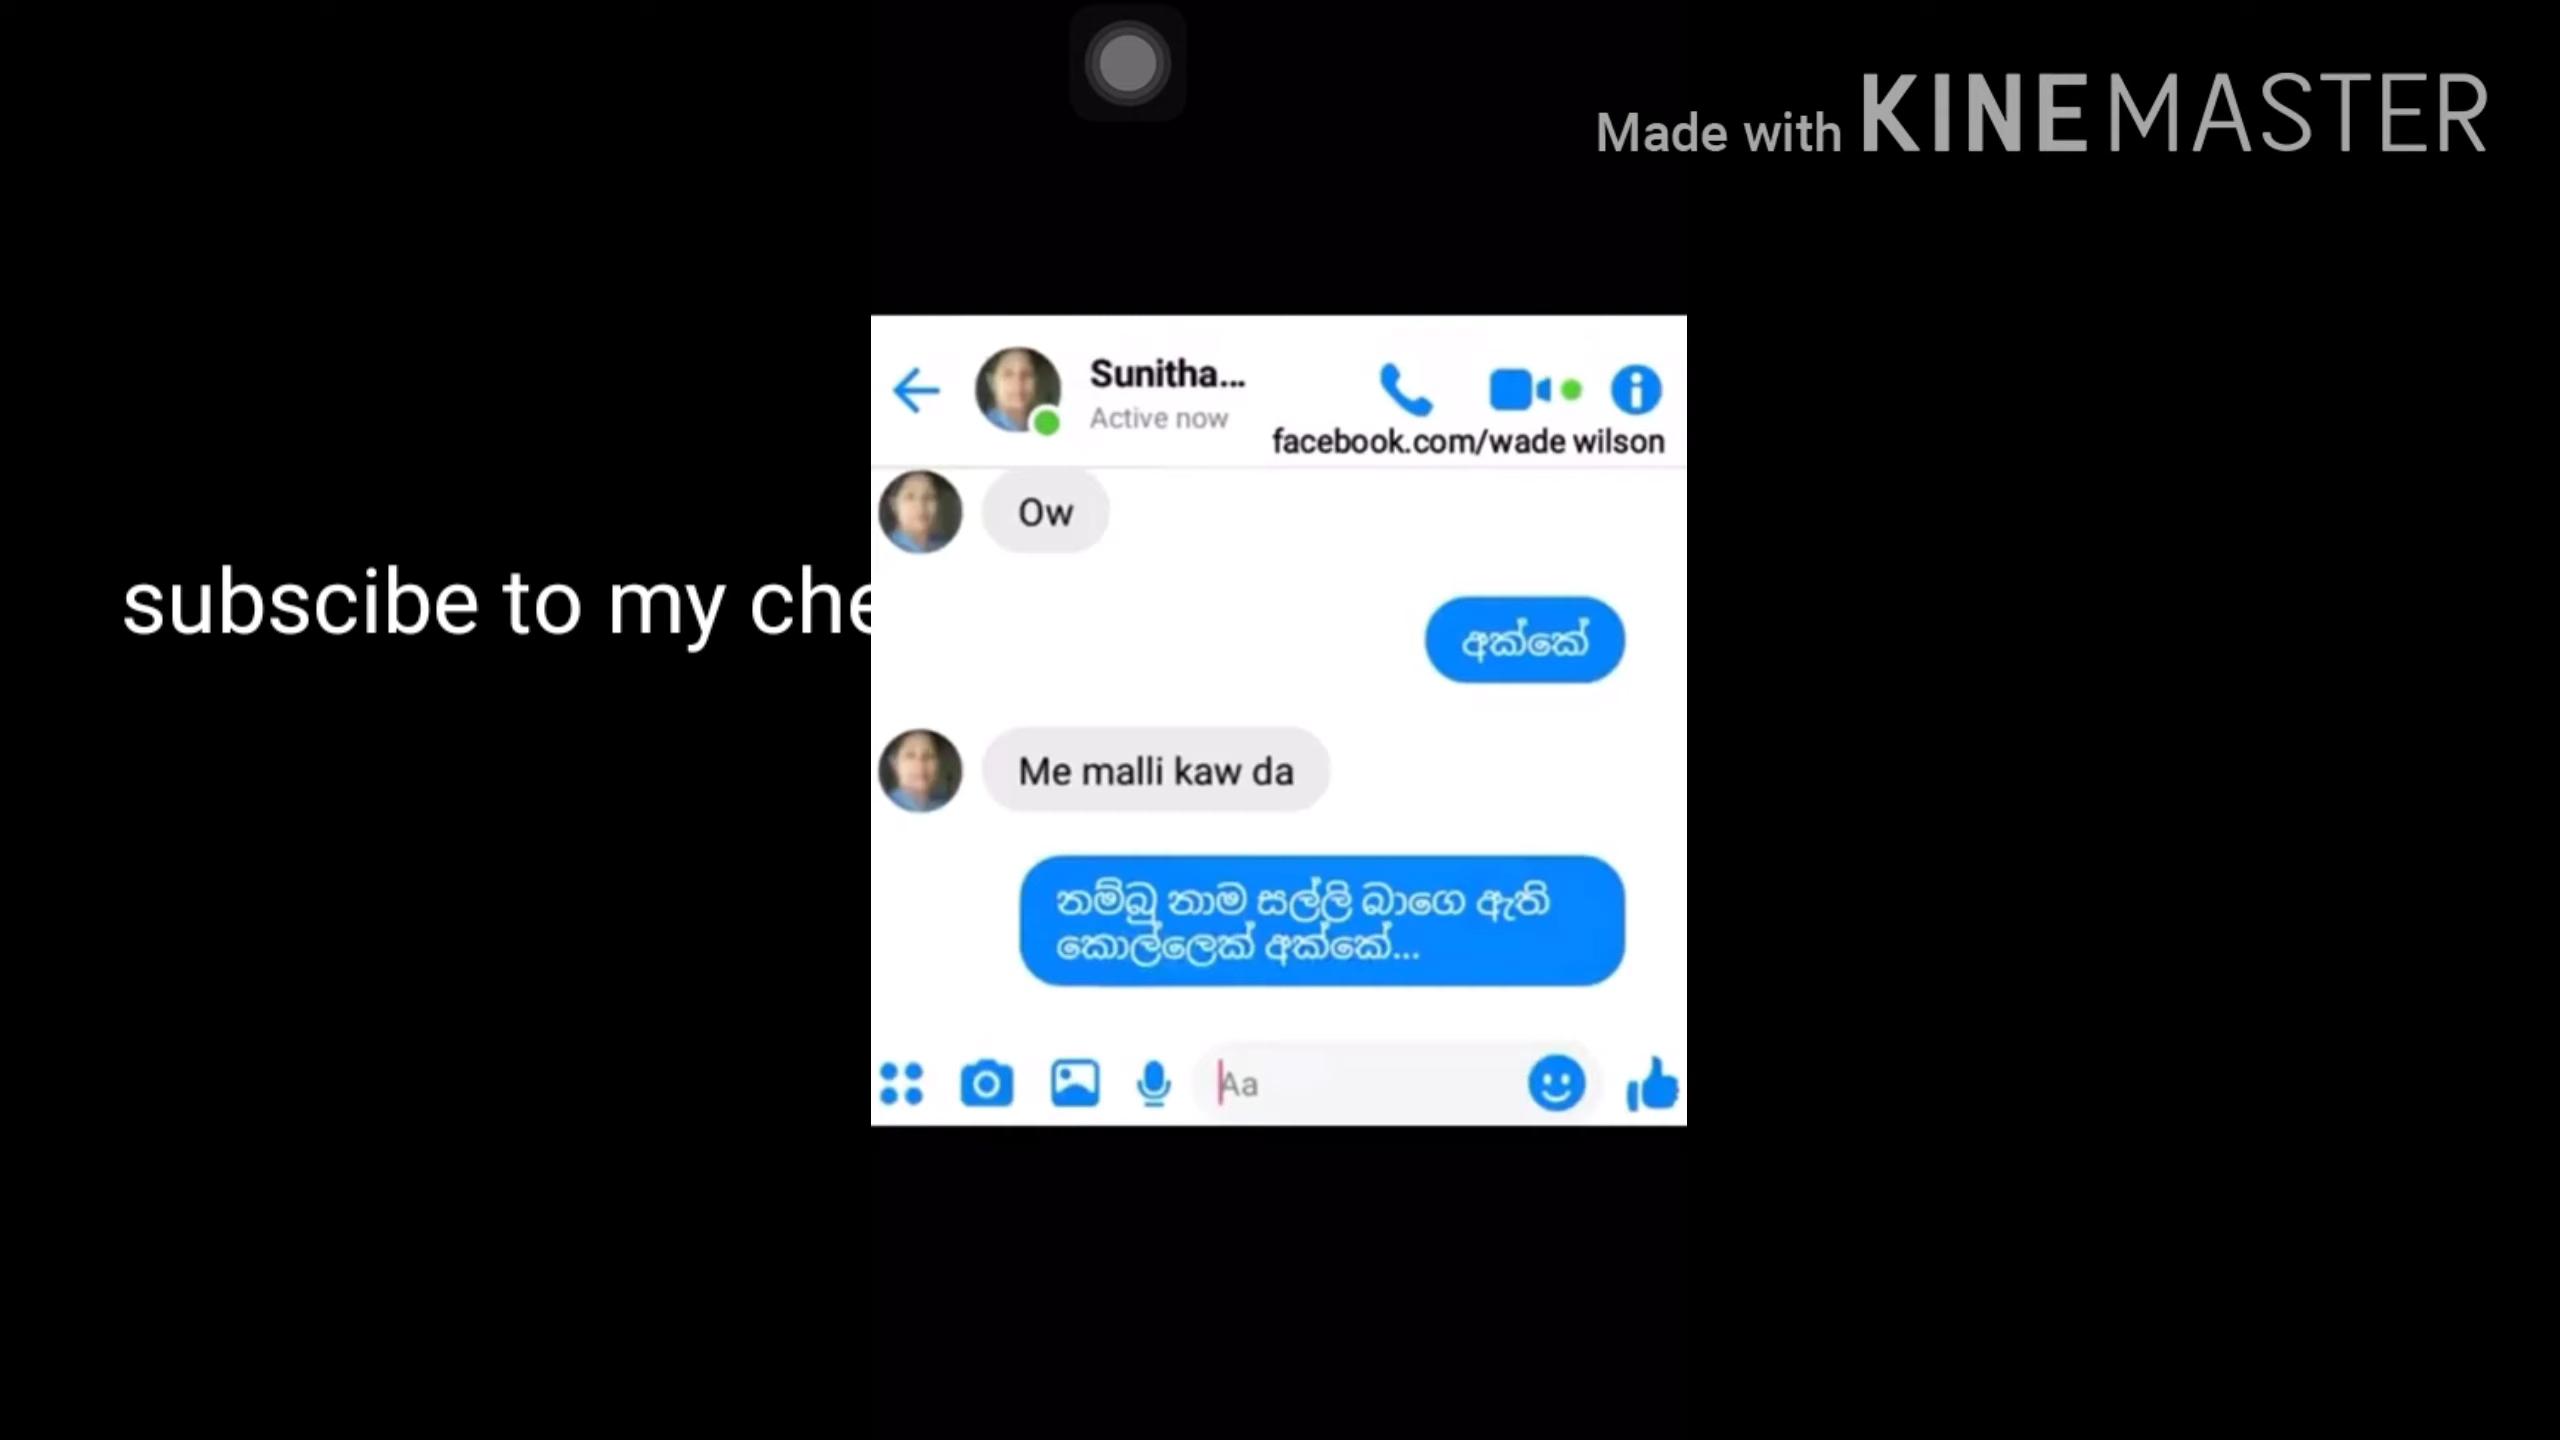 Made with KINEMASTER
Sunitha...
Active now
facebook.com/wade wilson
Ow
subscibe to my che
අක්කේ
Me malli kaw da
නම්බු නාම සල්ලි බාගෙ ඇති
කොල්ලෙක් අක්කේ...
Aa